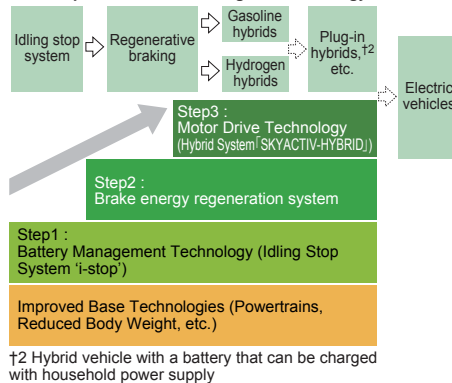 Idling stop
system
Regenerative
braking
Gasoline
hybrids
Hydrogen
hybrids
Plug-in
hybrids,†2
etc.
Electric
vehicles
Step3 :
Motor Drive Technology
(Hybrid System「SKYACTIV-HYBRID」)
Step2 :
Brake energy regeneration system
Step1 :
Battery Management Technology (Idling Stop
System ‘i-stop’)
Improved Base Technologies (Powertrains,
Reduced Body Weight, etc.)
†2 Hybrid vehicle with a battery that can be charged
with household power supply